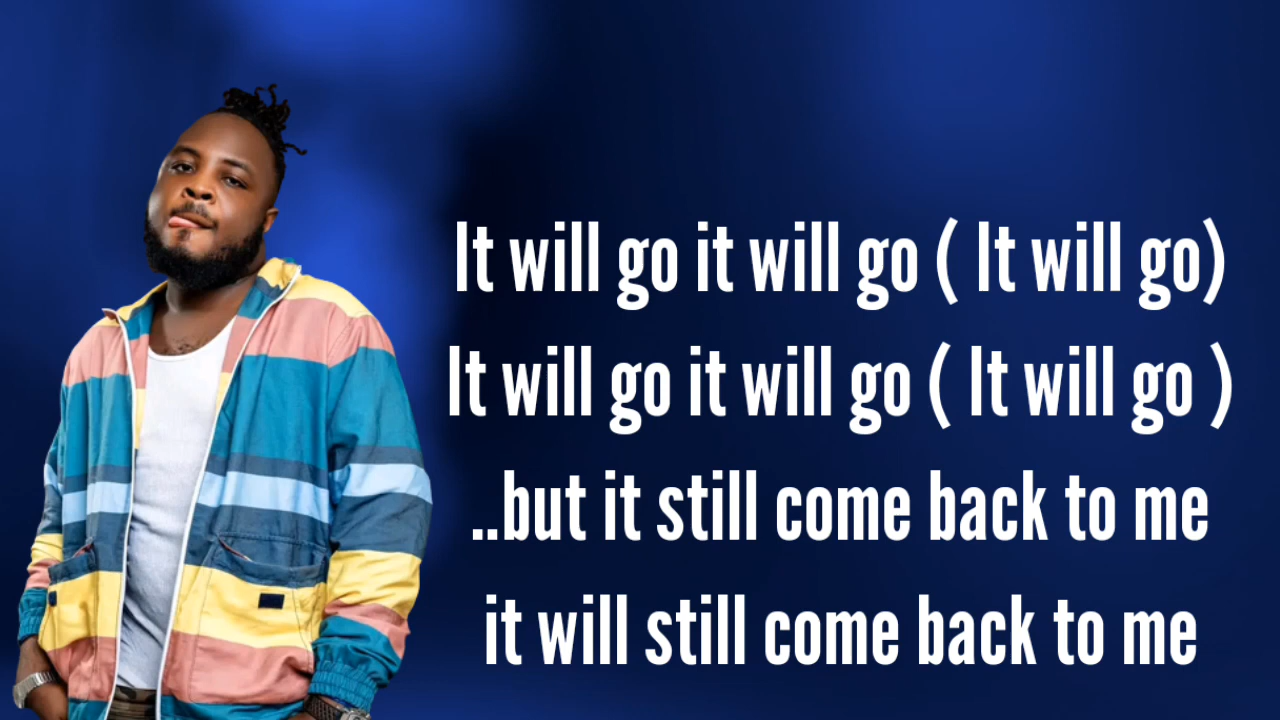 It will go it will go ( It will go)
It will go it will go ( It will go )
..but it still come back to me
it will still come back to me